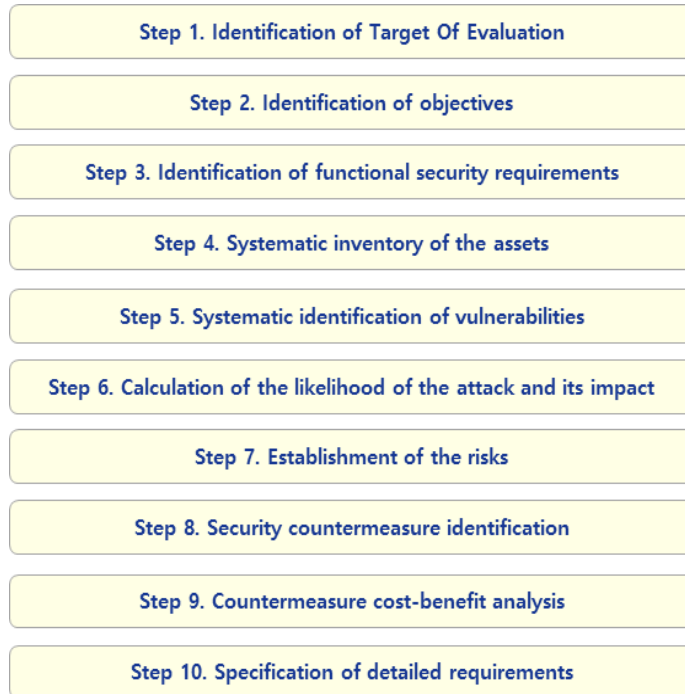 Step 1. Identification of Target Of Evaluation
Step 2. Identification of objectives
Step 3. Identification of functional security requirements
Step 4. Systematic inventory of the assets
Step 5. Systematic identification of vulnerabilities
Step 6. Calculation of the likelihood of the attack and its impact
Step 7. Establishment of the risks
Step 8. Security countermeasure identification
Step 9. Countermeasure cost-benefit analysis
Step 10. Specification of detailed requirements